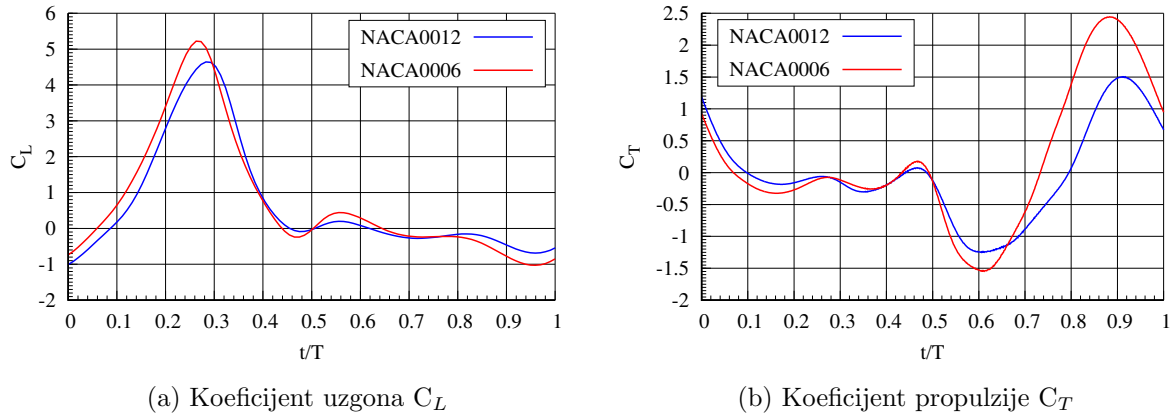 6
5
4
3
2
1
0
-1
-2
C_L
NACA0012
NACA0006
0 0.1 0.2 0.3 0.4 0.5 0.6 0.7 0.8 0.9 1
t/T
(a) Koeficijent uzgona C_L
2.5
2
1.5
1
0.5
0
-0.5
-1
-1.5
-2
C_T
NACA0012
NACA0006
0 0.1 0.2 0.3 0.4 0.5 0.6 0.7 0.8 0.9 1
t/T
(b) Koeficijent propulzije C_T